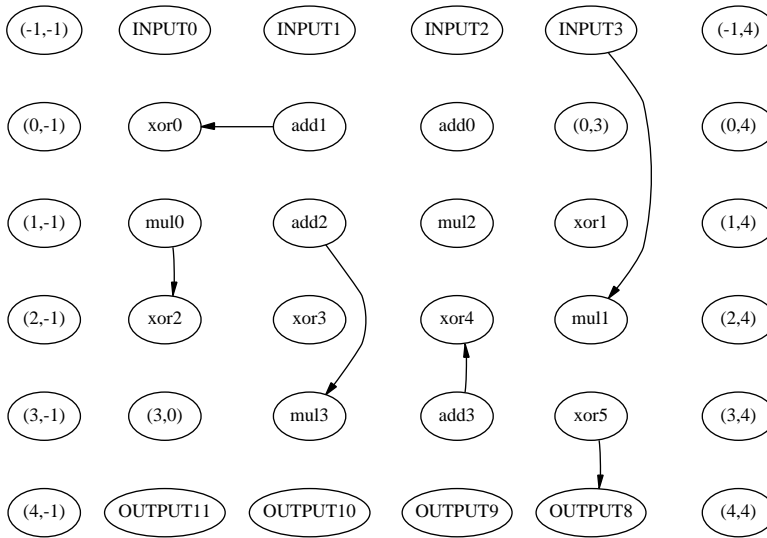 (-1,-1) INPUT0 INPUT1 INPUT2 INPUT3 (-1,4)
(0,-1) xor0 add1 add0 (0,3) (0,4)
(1,-1) mul0 add2 mul2 xor1 (1,4)
(2,-1) xor2 xor3 xor4 mul1 (2,4)
(3,-1) (3,0) mul3 add3 xor5 (3,4)
(4,-1) OUTPUT11 OUTPUT10 OUTPUT9 OUTPUT8 (4,4)